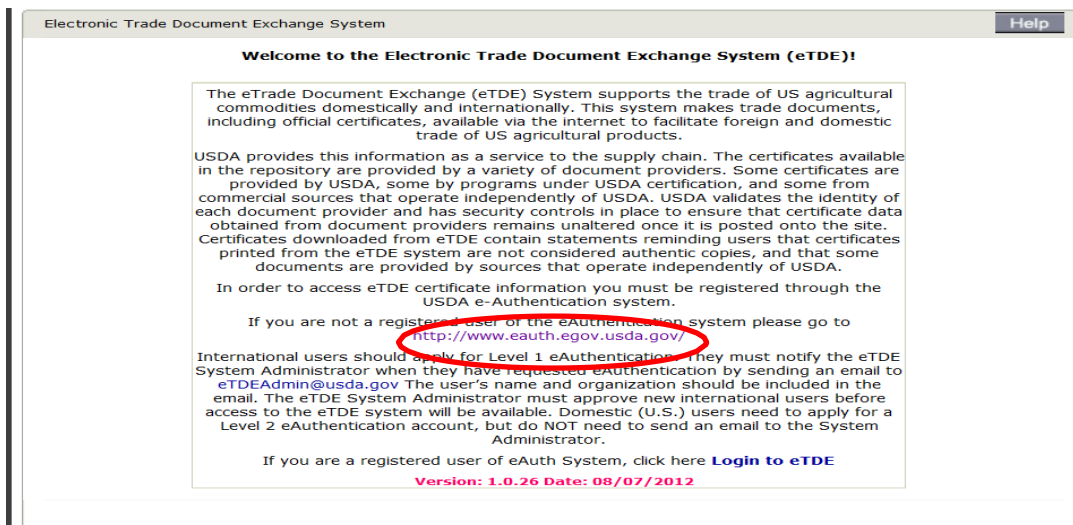 Electronic Trade Document Exchange System
Help
Welcome to the Electronic Trade Document Exchange System (eTDE)!
The eTrade Document Exchange (eTDE) System supports the trade of US agricultural
commodities domestically and internationally. This system makes trade documents,
including official certificates, available via the internet to facilitate foreign and domestic
trade of US agricultural products.
USDA provides this information as a service to the supply chain. The certificates available
in the repository are provided by a variety of document providers. Some certificates are
provided by USDA, some by programs under USDA certification, and some from
commercial sources that operate independently of USDA. USDA validates the identity of
each document provider and has security controls in place to ensure that certificate data
obtained from document providers remains unaltered once it is posted onto the site.
Certificates downloaded from eTDE contain statements reminding users that certificates
printed from the eTDE system are not considered authentic copies, and that some
documents are provided by sources that operate independently of USDA.
In order to access eTDE certificate information you must be registered through the
USDA e-Authentication system.
If you are not a registered user of the eAuthentication system please go to
http://www.eauth.egov.usda.gov/
International users should apply for Level 1 eAuthentication. They must notify the eTDE
System Administrator when they have requested eAuthentication by sending an email to
eTDEAdmin@usda.gov The user's name and organization should be included in the
email. The eTDE System Administrator must approve new international users before
access to the eTDE system will be available. Domestic (U.S.) users need to apply for a
Level 2 eAuthentication account, but do NOT need to send an email to the System
Administrator.
If you are a registered user of eAuth System, click here Login to eTDE
Version: 1.0.26 Date: 08/07/2012